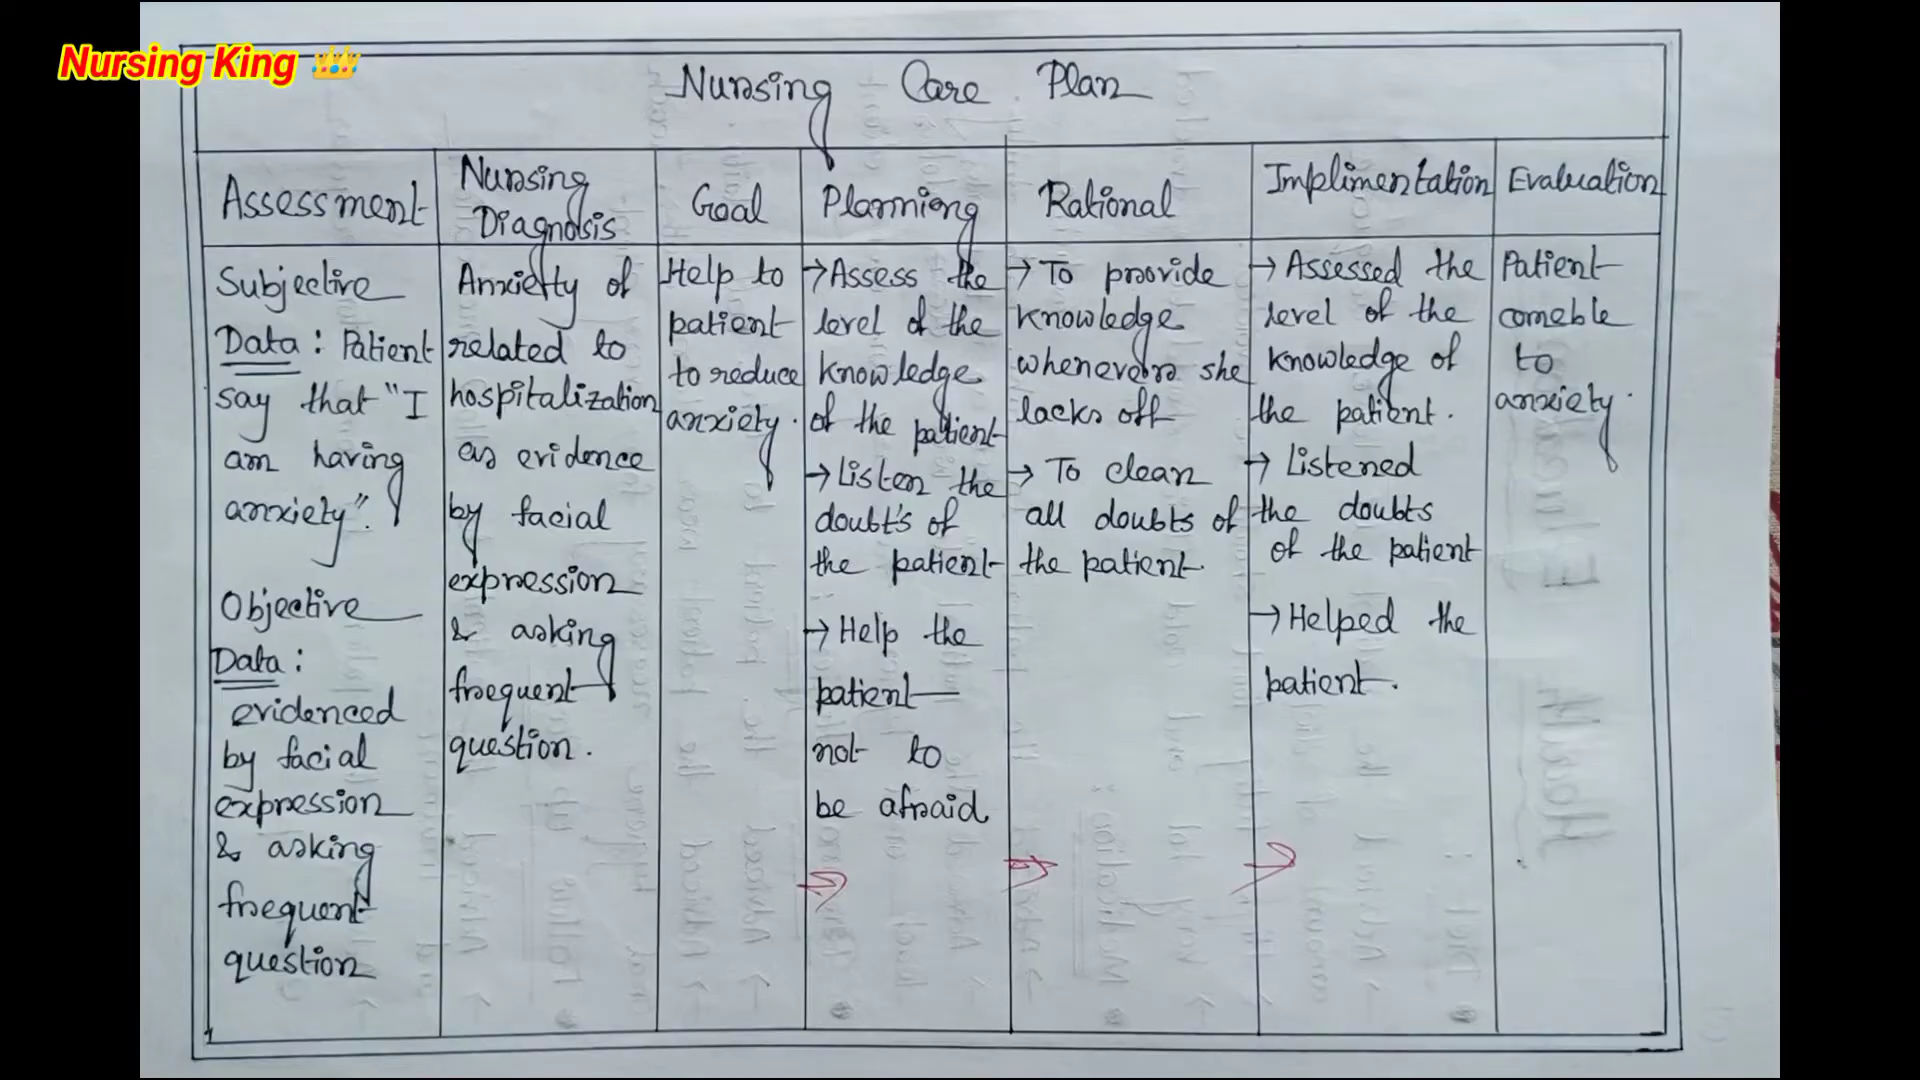 Nursing King
Nursing Care Plan
Assessment
Nursing
Diagnosis
Goal
Planniong
Rational
Implimentation
Evaluation
Subjective
Data : Patient
say that "I
am having
anxiety".
Objective
Data :
evidenced
by facial
expression
& asking
frequent
question
Anxiety of
related to
hospitalization
as evidence
by facial
expression
& asking
frequent
question.
Help to
patient
to reduce
anxiety.
→Assess the
level of the
knowledge
of the patient
→Listen the
doubt's of
the patient
→Help the
patient
not to
be afraid
→To provide
knowledge
whenevers she
lacks off
→To clean
all doubts of
the patient.
→Assessed the
level of the
knowledge of
the patient.
→Listened
the doubts
of the patient
→Helped the
patient.
Patient
comeble
to
anxiety.